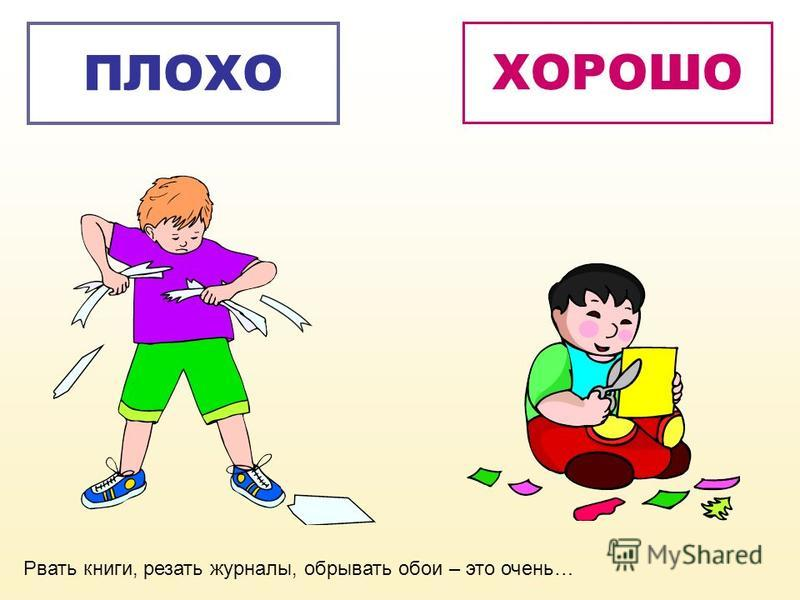 ПЛОХО
ХОРОШО
Рвать книги, резать журналы, обрывать обои – это очень…
MyShared